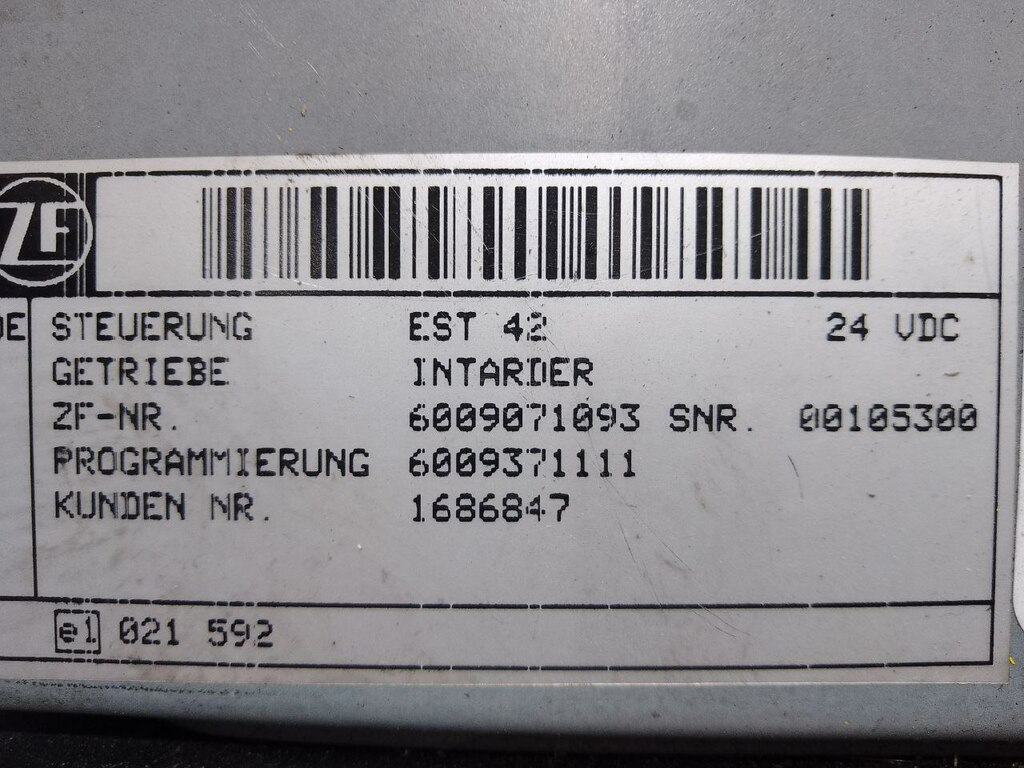 ZF
STEUERUNG EST 42 24 VDC
GETRIEBE INTARDER
ZF-NR. 6009071093 SNR. 00105300
PROGRAMMIERUNG 6009371111
KUNDEN NR. 1686847
e1 021 592